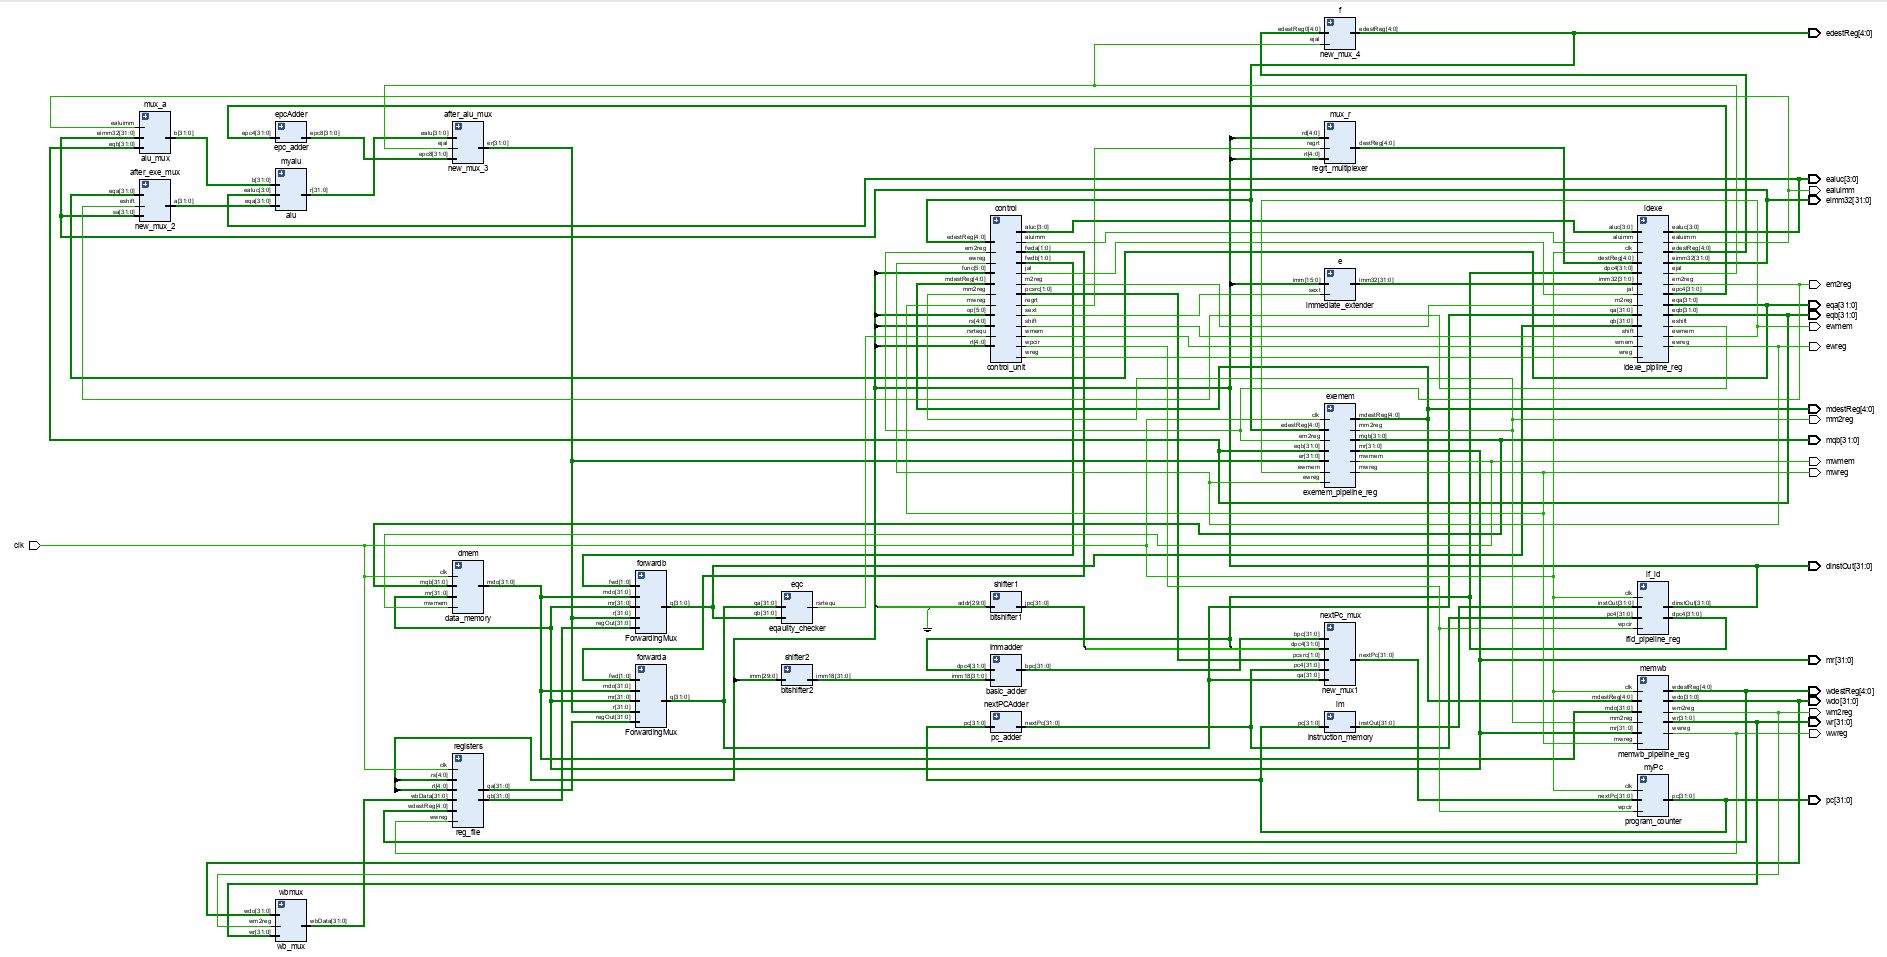 f
edestReg0[4:0]
ejal
edestReg[4:0]
new_mux_4
edestReg[4:0]
mux_a
ealuimm
eimm32[31:0]
eqb[31:0]
b[31:0]
alu_mux
epcAdder
epc4[31:0]
epc8[31:0]
epc_adder
after_alu_mux
ealu[31:0]
ejal
epc8[31:0]
er[31:0]
new_mux_3
mux_r
rd[4:0]
regrt
rt[4:0]
destReg[4:0]
regrt_multiplexer
after_exe_mux
eqa[31:0]
eshift
sa[31:0]
a[31:0]
new_mux_2
myalu
b[31:0]
ealuc[3:0]
eqa[31:0]
r[31:0]
alu
ealuc[3:0]
ealuimm
eimm32[31:0]
control
edestReg[4:0]
em2reg
ewreg
func[5:0]
mdestReg[4:0]
mm2reg
mwreg
op[5:0]
rs[4:0]
rsrtequ
rt[4:0]
aluc[3:0]
aluimm
fwda[1:0]
fwdb[1:0]
jal
m2reg
pcsrc[1:0]
regrt
sext
shift
wmem
wpcir
wreg
control_unit
e
imm[15:0]
sext
imm32[31:0]
immediate_extender
idexe
aluc[3:0]
aluimm
clk
destReg[4:0]
dpc4[31:0]
imm32[31:0]
jal
m2reg
qa[31:0]
qb[31:0]
shift
wmem
wreg
ealuc[3:0]
ealuimm
edestReg[4:0]
eimm32[31:0]
ejal
em2reg
epc4[31:0]
eqa[31:0]
eqb[31:0]
eshift
ewmem
ewreg
idexe_pipline_reg
em2reg
eqa[31:0]
eqb[31:0]
ewmem
ewreg
exemem
clk
edestReg[4:0]
em2reg
eqb[31:0]
er[31:0]
ewmem
ewreg
mdestReg[4:0]
mm2reg
mqb[31:0]
mr[31:0]
mwmem
mwreg
exemem_pipeline_reg
mdestReg[4:0]
mm2reg
mqb[31:0]
mwmem
mwreg
clk
dmem
clk
mqb[31:0]
mr[31:0]
mwmem
mdo[31:0]
data_memory
forwardb
fwd[1:0]
mdo[31:0]
mr[31:0]
r[31:0]
regOut[31:0]
q[31:0]
ForwardingMux
eqc
qa[31:0]
qb[31:0]
rsrtequ
eqaulty_checker
shifter1
addr[29:0]
jpc[31:0]
bitshifter1
if_id
clk
instOut[31:0]
pc4[31:0]
wpcir
dinstOut[31:0]
dpc4[31:0]
ifid_pipeline_reg
dinstOut[31:0]
nextPc_mux
bpc[31:0]
dpc4[31:0]
pcsrc[1:0]
pc4[31:0]
qa[31:0]
nextPc[31:0]
new_mux1
forwarda
fwd[1:0]
mdo[31:0]
mr[31:0]
r[31:0]
regOut[31:0]
q[31:0]
ForwardingMux
shifter2
imm[29:0]
imm18[31:0]
bitshifter2
immadder
dpc4[31:0]
imm18[31:0]
bpc[31:0]
basic_adder
mr[31:0]
memwb
clk
mdestReg[4:0]
mdo[31:0]
mm2reg
mr[31:0]
mwreg
wdestReg[4:0]
wdo[31:0]
wm2reg
wr[31:0]
wwreg
memwb_pipeline_reg
wdestReg[4:0]
wdo[31:0]
wm2reg
wr[31:0]
wwreg
nextPCAdder
pc[31:0]
nextPc[31:0]
pc_adder
im
pc[31:0]
instOut[31:0]
instruction_memory
registers
clk
rs[4:0]
rt[4:0]
wbData[31:0]
wdestReg[4:0]
wwreg
qa[31:0]
qb[31:0]
reg_file
myPc
clk
nextPc[31:0]
wpcir
pc[31:0]
program_counter
pc[31:0]
wbmux
wdo[31:0]
wm2reg
wr[31:0]
wbData[31:0]
wb_mux